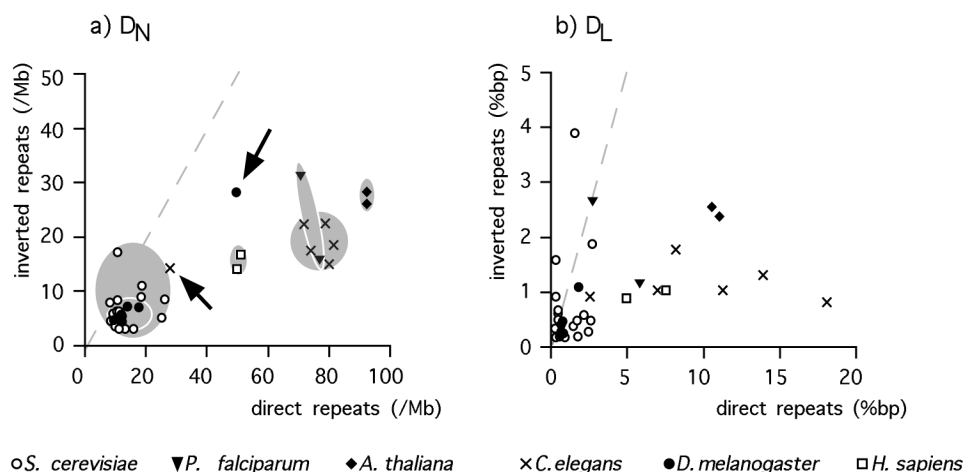 a) DN
b) DL
inverted repeats (/Mb)
50
40
30
20
10
0
0 20 40 60 80 100
direct repeats (/Mb)
inverted repeats (%bp)
5
4
3
2
1
0
0 5 10 15 20
direct repeats (%bp)
S. cerevisiae P. falciparum A. thaliana C. elegans D. melanogaster H. sapiens